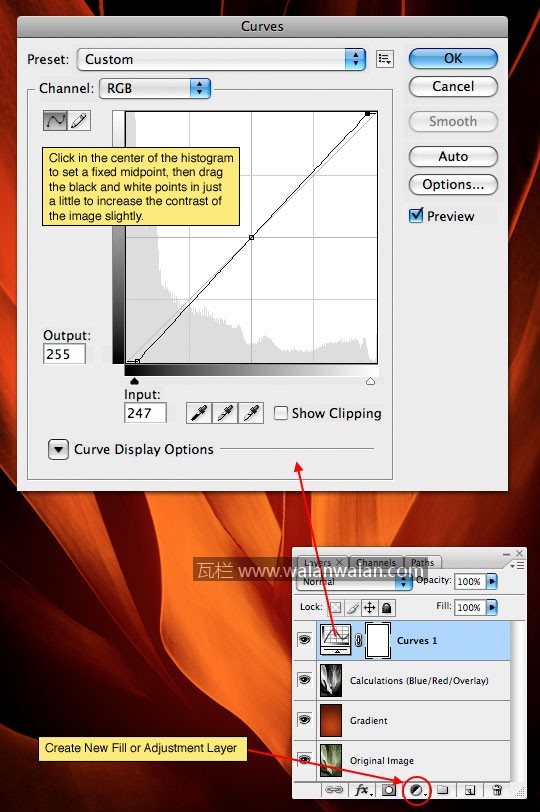 Curves
Preset: Custom
OK
Channel: RGB
Cancel
Smooth
Click in the center of the histogram
to set a fixed midpoint, then drag
the black and white points in just
a little to increase the contrast of
the image slightly.
Auto
Options...
Preview
Output:
255
Input:
247
Show Clipping
Curve Display Options
Layers Channels Paths
瓦栏 www.walanwalan.com
Normal Opacity: 100%
Lock: Fill: 100%
Curves 1
Calculations (Blue/Red/Overlay)
Gradient
Create New Fill or Adjustment Layer
Original Image
fx